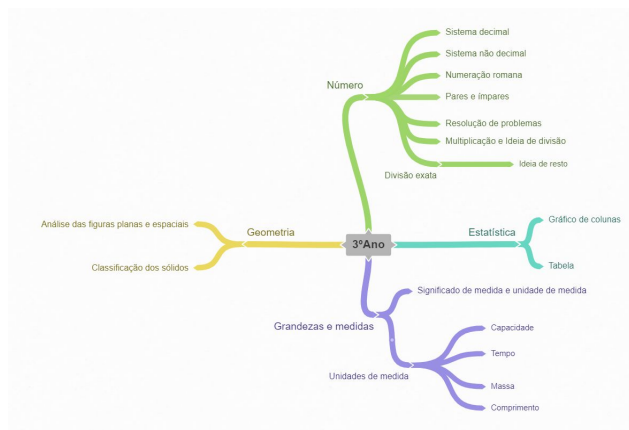 Sistema decimal
Sistema não decimal
Número
Numeração romana
Pares e ímpares
Resolução de problemas
Multiplicação e Ideia de divisão
Divisão exata
Ideia de resto
Análise das figuras planas e espaciais
Geometria
Classificação dos sólidos
3ºAno
Estatística
Gráfico de colunas
Tabela
Grandezas e medidas
Significado de medida e unidade de medida
Unidades de medida
Capacidade
Tempo
Massa
Comprimento